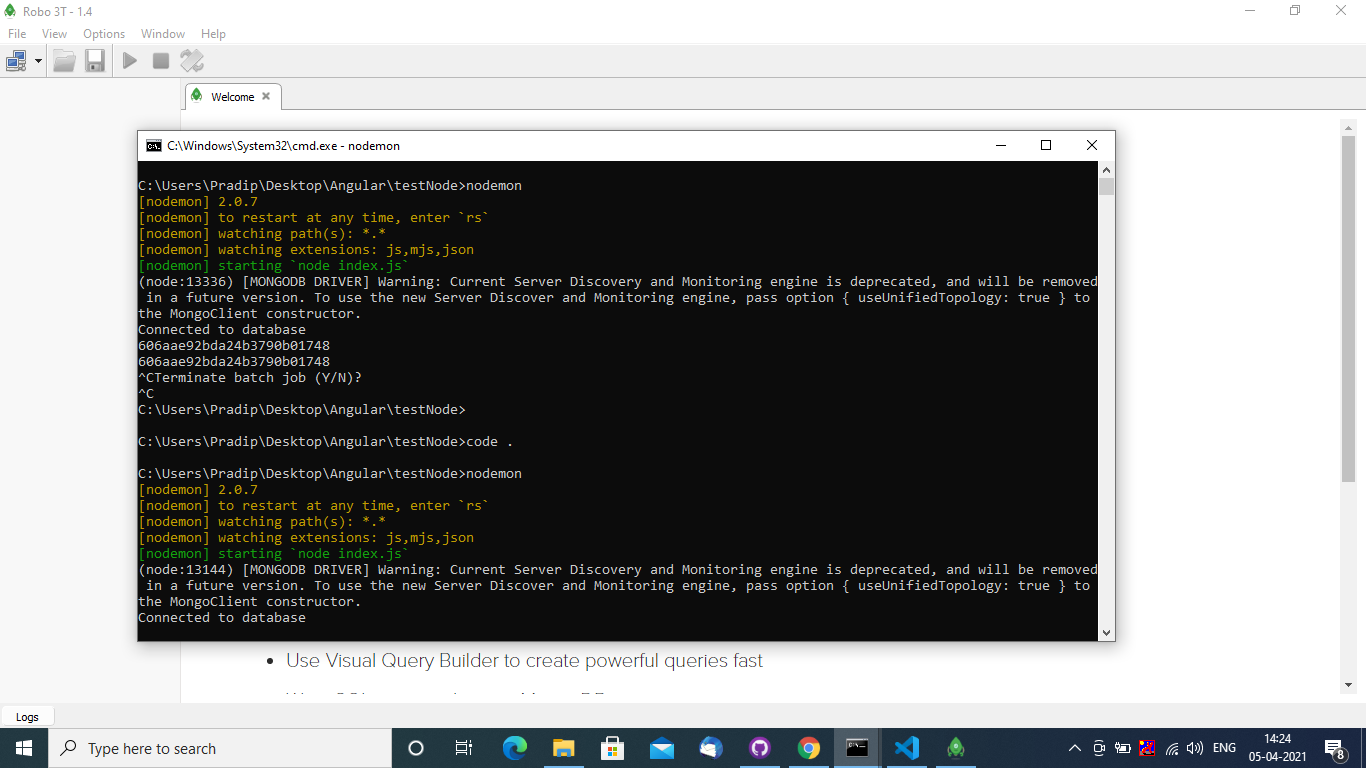 Robo 3T - 1.4
File View Options Window Help
Welcome
C:\Windows\System32\cmd.exe - nodemon
C:\Users\Pradip\Desktop\Angular\testNode>nodemon
[nodemon] 2.0.7
[nodemon] to restart at any time, enter `rs`
[nodemon] watching path(s): *.*
[nodemon] watching extensions: js,mjs,json
[nodemon] starting `node index.js`
(node:13336) [MONGODB DRIVER] Warning: Current Server Discovery and Monitoring engine is deprecated, and will be removed
in a future version. To use the new Server Discover and Monitoring engine, pass option { useUnifiedTopology: true } to
the MongoClient constructor.
Connected to database
606aae92bda24b3790b01748
606aae92bda24b3790b01748
^CTerminate batch job (Y/N)?
^C
C:\Users\Pradip\Desktop\Angular\testNode>
C:\Users\Pradip\Desktop\Angular\testNode>code .
C:\Users\Pradip\Desktop\Angular\testNode>nodemon
[nodemon] 2.0.7
[nodemon] to restart at any time, enter `rs`
[nodemon] watching path(s): *.*
[nodemon] watching extensions: js,mjs,json
[nodemon] starting `node index.js`
(node:13144) [MONGODB DRIVER] Warning: Current Server Discovery and Monitoring engine is deprecated, and will be removed
in a future version. To use the new Server Discover and Monitoring engine, pass option { useUnifiedTopology: true } to
the MongoClient constructor.
Connected to database
• Use Visual Query Builder to create powerful queries fast
Logs
Type here to search
ENG
14:24
05-04-2021
8